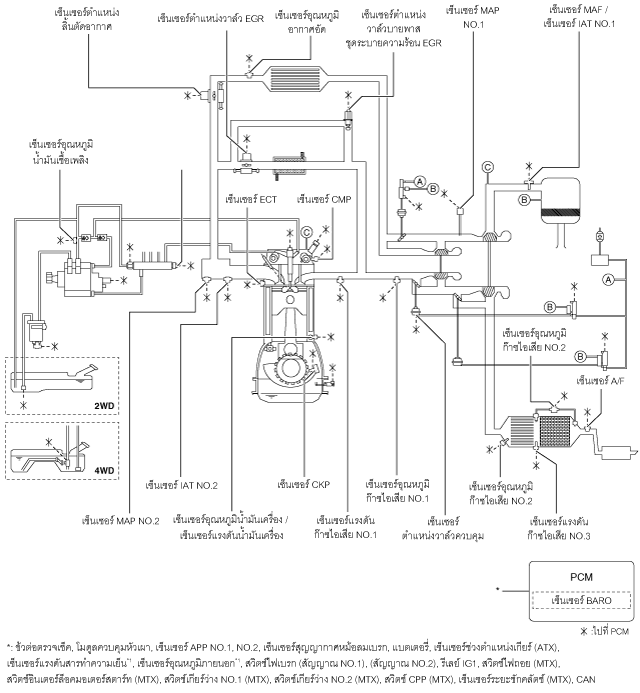 เซ็นเซอร์ตำแหน่ง
ลิ้นตัดอากาศ
เซ็นเซอร์ตำแหน่งวาล์ว EGR
เซ็นเซอร์อุณหภูมิ
อากาศอัด
เซ็นเซอร์ตำแหน่ง
วาล์วบายพาส
ชุดระบายความร้อน EGR
เซ็นเซอร์ MAP
NO.1
เซ็นเซอร์ MAF /
เซ็นเซอร์ IAT NO.1
เซ็นเซอร์อุณหภูมิ
น้ำมันเชื้อเพลิง
เซ็นเซอร์ ECT
เซ็นเซอร์ CMP
A
B
C
B
C
A
B
B
เซ็นเซอร์อุณหภูมิ
ก๊าซไอเสีย NO.2
เซ็นเซอร์ A/F
2WD
4WD
เซ็นเซอร์ MAP NO.2
เซ็นเซอร์ IAT NO.2
เซ็นเซอร์อุณหภูมิน้ำมันเครื่อง /
เซ็นเซอร์แรงดันน้ำมันเครื่อง
เซ็นเซอร์ CKP
เซ็นเซอร์แรงดัน
ก๊าซไอเสีย NO.1
เซ็นเซอร์อุณหภูมิ
ก๊าซไอเสีย NO.1
เซ็นเซอร์
ตำแหน่งวาล์วควบคุม
เซ็นเซอร์อุณหภูมิ
ก๊าซไอเสีย NO.2
เซ็นเซอร์แรงดัน
ก๊าซไอเสีย NO.3
PCM
เซ็นเซอร์ BARO
*
:ไปที่ PCM
*: ขั้วต่อตรวจเช็ค, โมดูลควบคุมหัวเผา, เซ็นเซอร์ APP NO.1, NO.2, เซ็นเซอร์สุญญากาศหม้อลมเบรก, แบตเตอรี่, เซ็นเซอร์ช่วงตำแหน่งเกียร์ (ATX),
เซ็นเซอร์แรงดันสารทำความเย็น*1, เซ็นเซอร์อุณหภูมิภายนอก*1, สวิตช์ไฟเบรก (สัญญาณ NO.1), (สัญญาณ NO.2), รีเลย์ IG1, สวิตช์ไฟถอย (MTX),
สวิตช์อินเตอร์ล็อคมอเตอร์สตาร์ท (MTX), สวิตช์เกียร์ว่าง NO.1 (MTX), สวิตช์เกียร์ว่าง NO.2 (MTX), สวิตช์ CPP (MTX), เซ็นเซอร์ระยะชักคลัตช์ (MTX), CAN